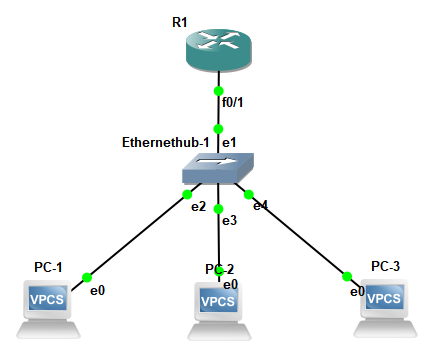 R1
f0/1
Ethernethub-1
e1
e2
e3
e4
PC-1
PC-2
PC-3
e0
e0
e0
VPCS
VPCS
VPCS